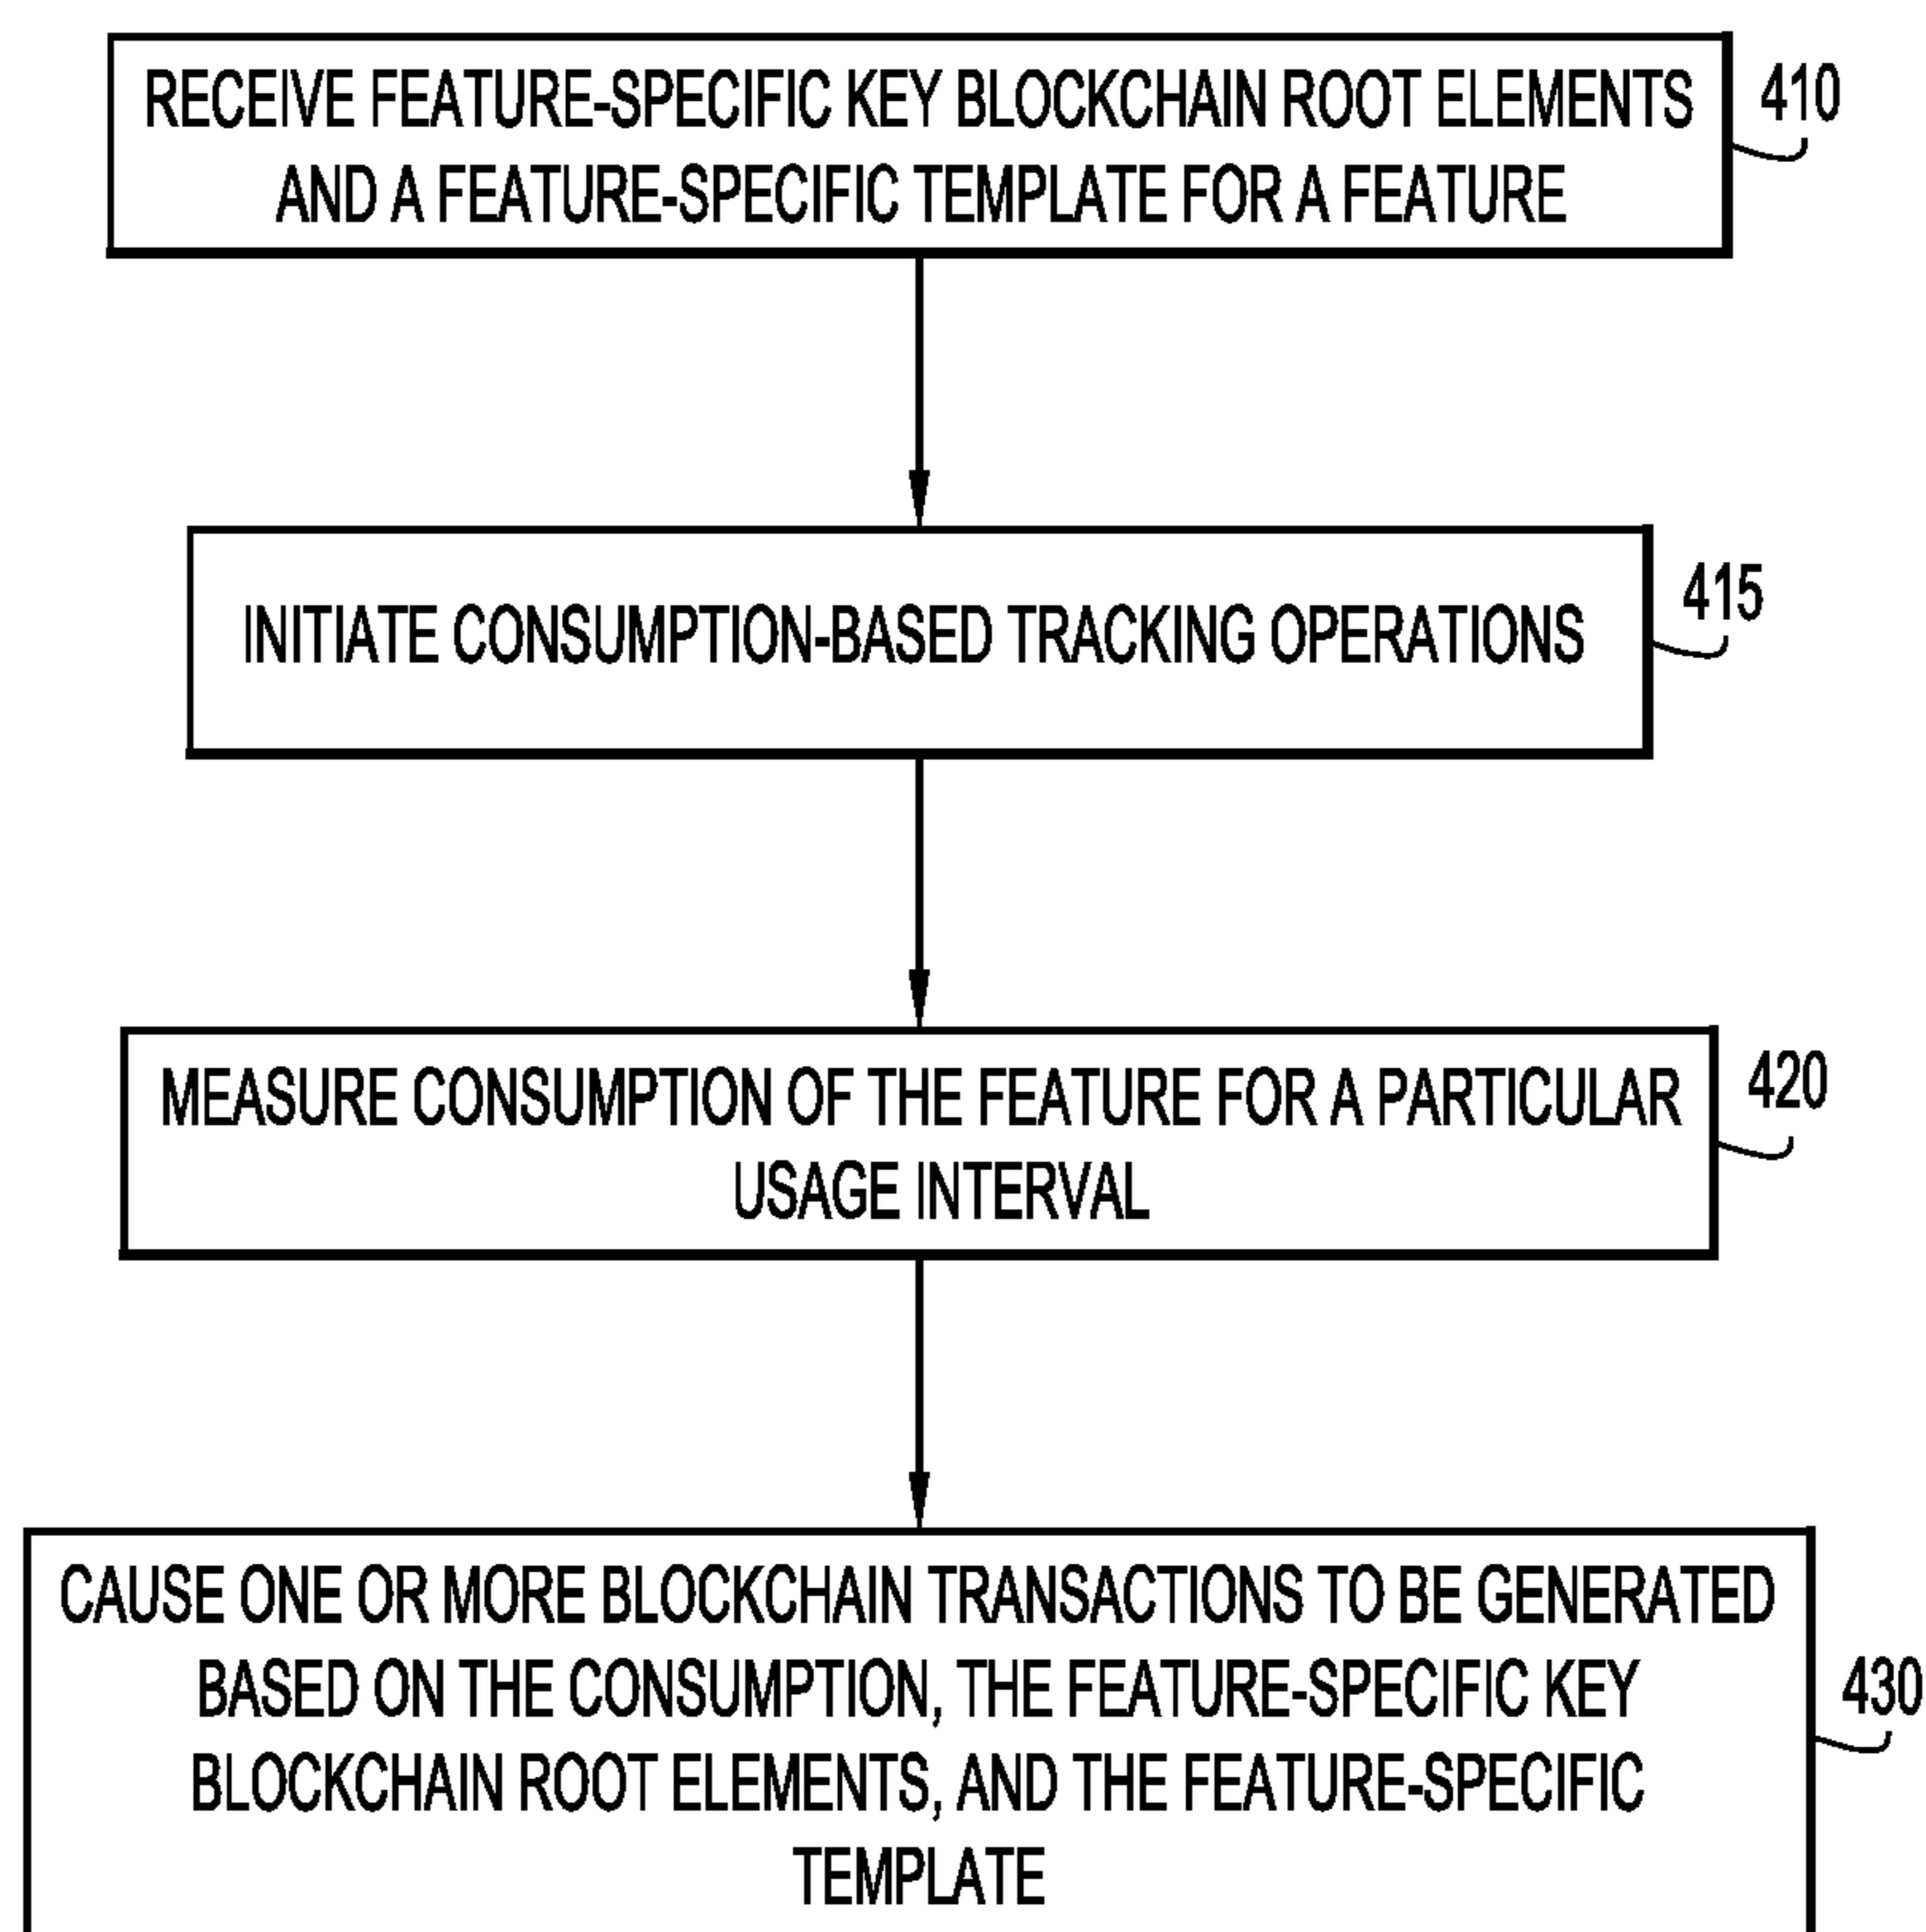 RECEIVE FEATURE-SPECIFIC KEY BLOCKCHAIN ROOT ELEMENTS
AND A FEATURE-SPECIFIC TEMPLATE FOR A FEATURE
410
INITIATE CONSUMPTION-BASED TRACKING OPERATIONS
415
MEASURE CONSUMPTION OF THE FEATURE FOR A PARTICULAR
USAGE INTERVAL
420
CAUSE ONE OR MORE BLOCKCHAIN TRANSACTIONS TO BE GENERATED
BASED ON THE CONSUMPTION, THE FEATURE-SPECIFIC KEY
BLOCKCHAIN ROOT ELEMENTS, AND THE FEATURE-SPECIFIC
TEMPLATE
430